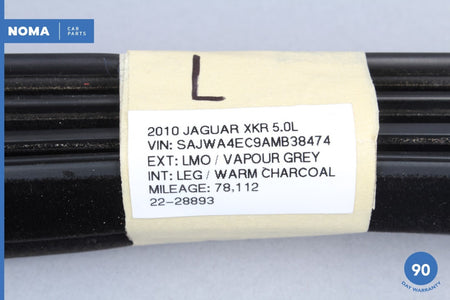 NOMA CAR
PARTS
L
2010 JAGUAR XKR 5.0L
VIN: SAJWA4EC9AMB38474
EXT: LMO / VAPOUR GREY
INT: LEG / WARM CHARCOAL
MILEAGE: 78,112
22-28893
90
DAY WARRANTY